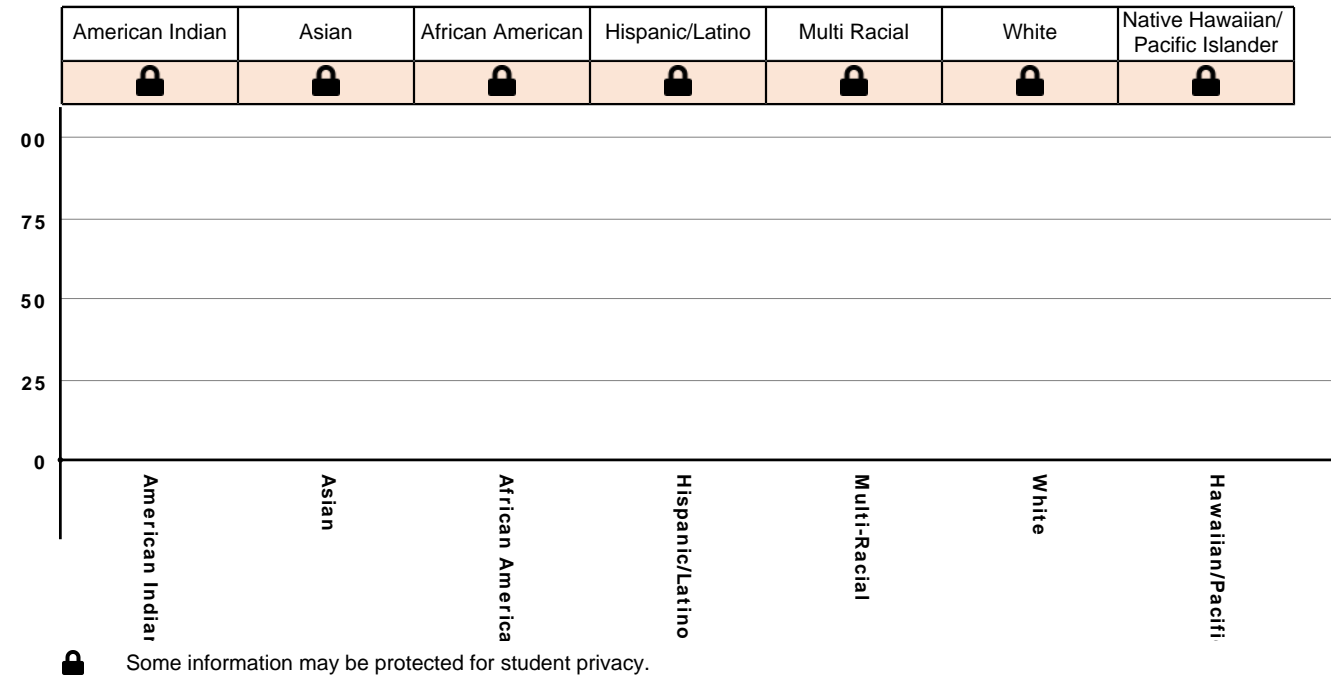 American Indian Asian African American Hispanic/Latino Multi Racial White Native Hawaiian/
Pacific Islander
00
75
50
25
0
American Indiar
Asian
African America
Hispanic/Latino
Multi-Racial
White
Hawaiian/Pacifi
Some information may be protected for student privacy.